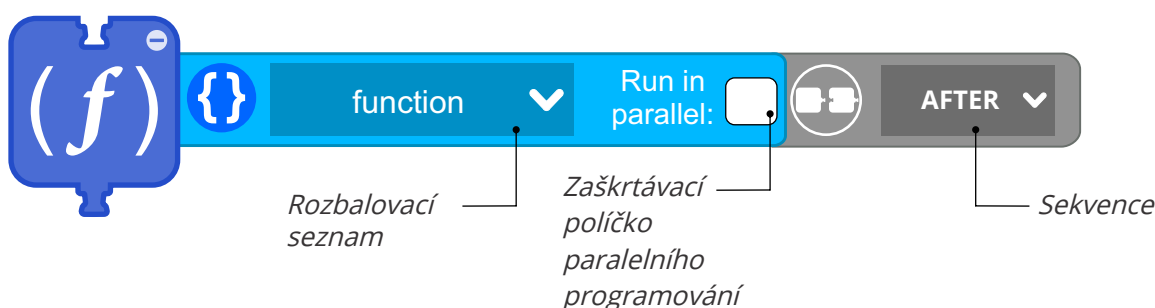 (f)
{}
function
Run in
parallel:
AFTER
Rozbalovací
seznam
Zaškrtávací
políčko
paralelního
programování
Sekvence